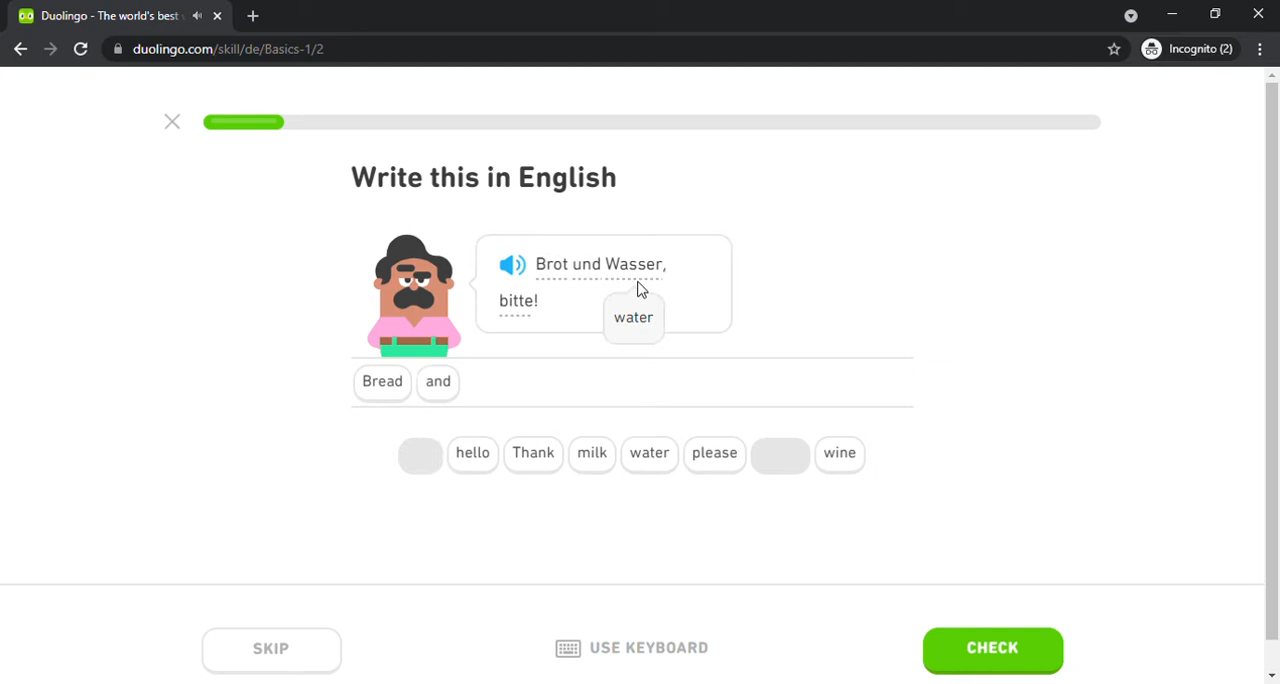 Duolingo - The world's best
duolingo.com/skill/de/Basics-1/2
Incognito (2)
Write this in English
Brot und Wasser,
bitte!
water
Bread and
hello Thank milk water please wine
SKIP
USE KEYBOARD
CHECK